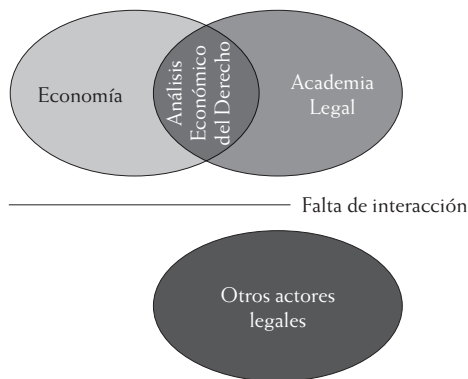 Economía
Análisis
Económico
del Derecho
Academia
Legal
Falta de interacción
Otros actores
legales